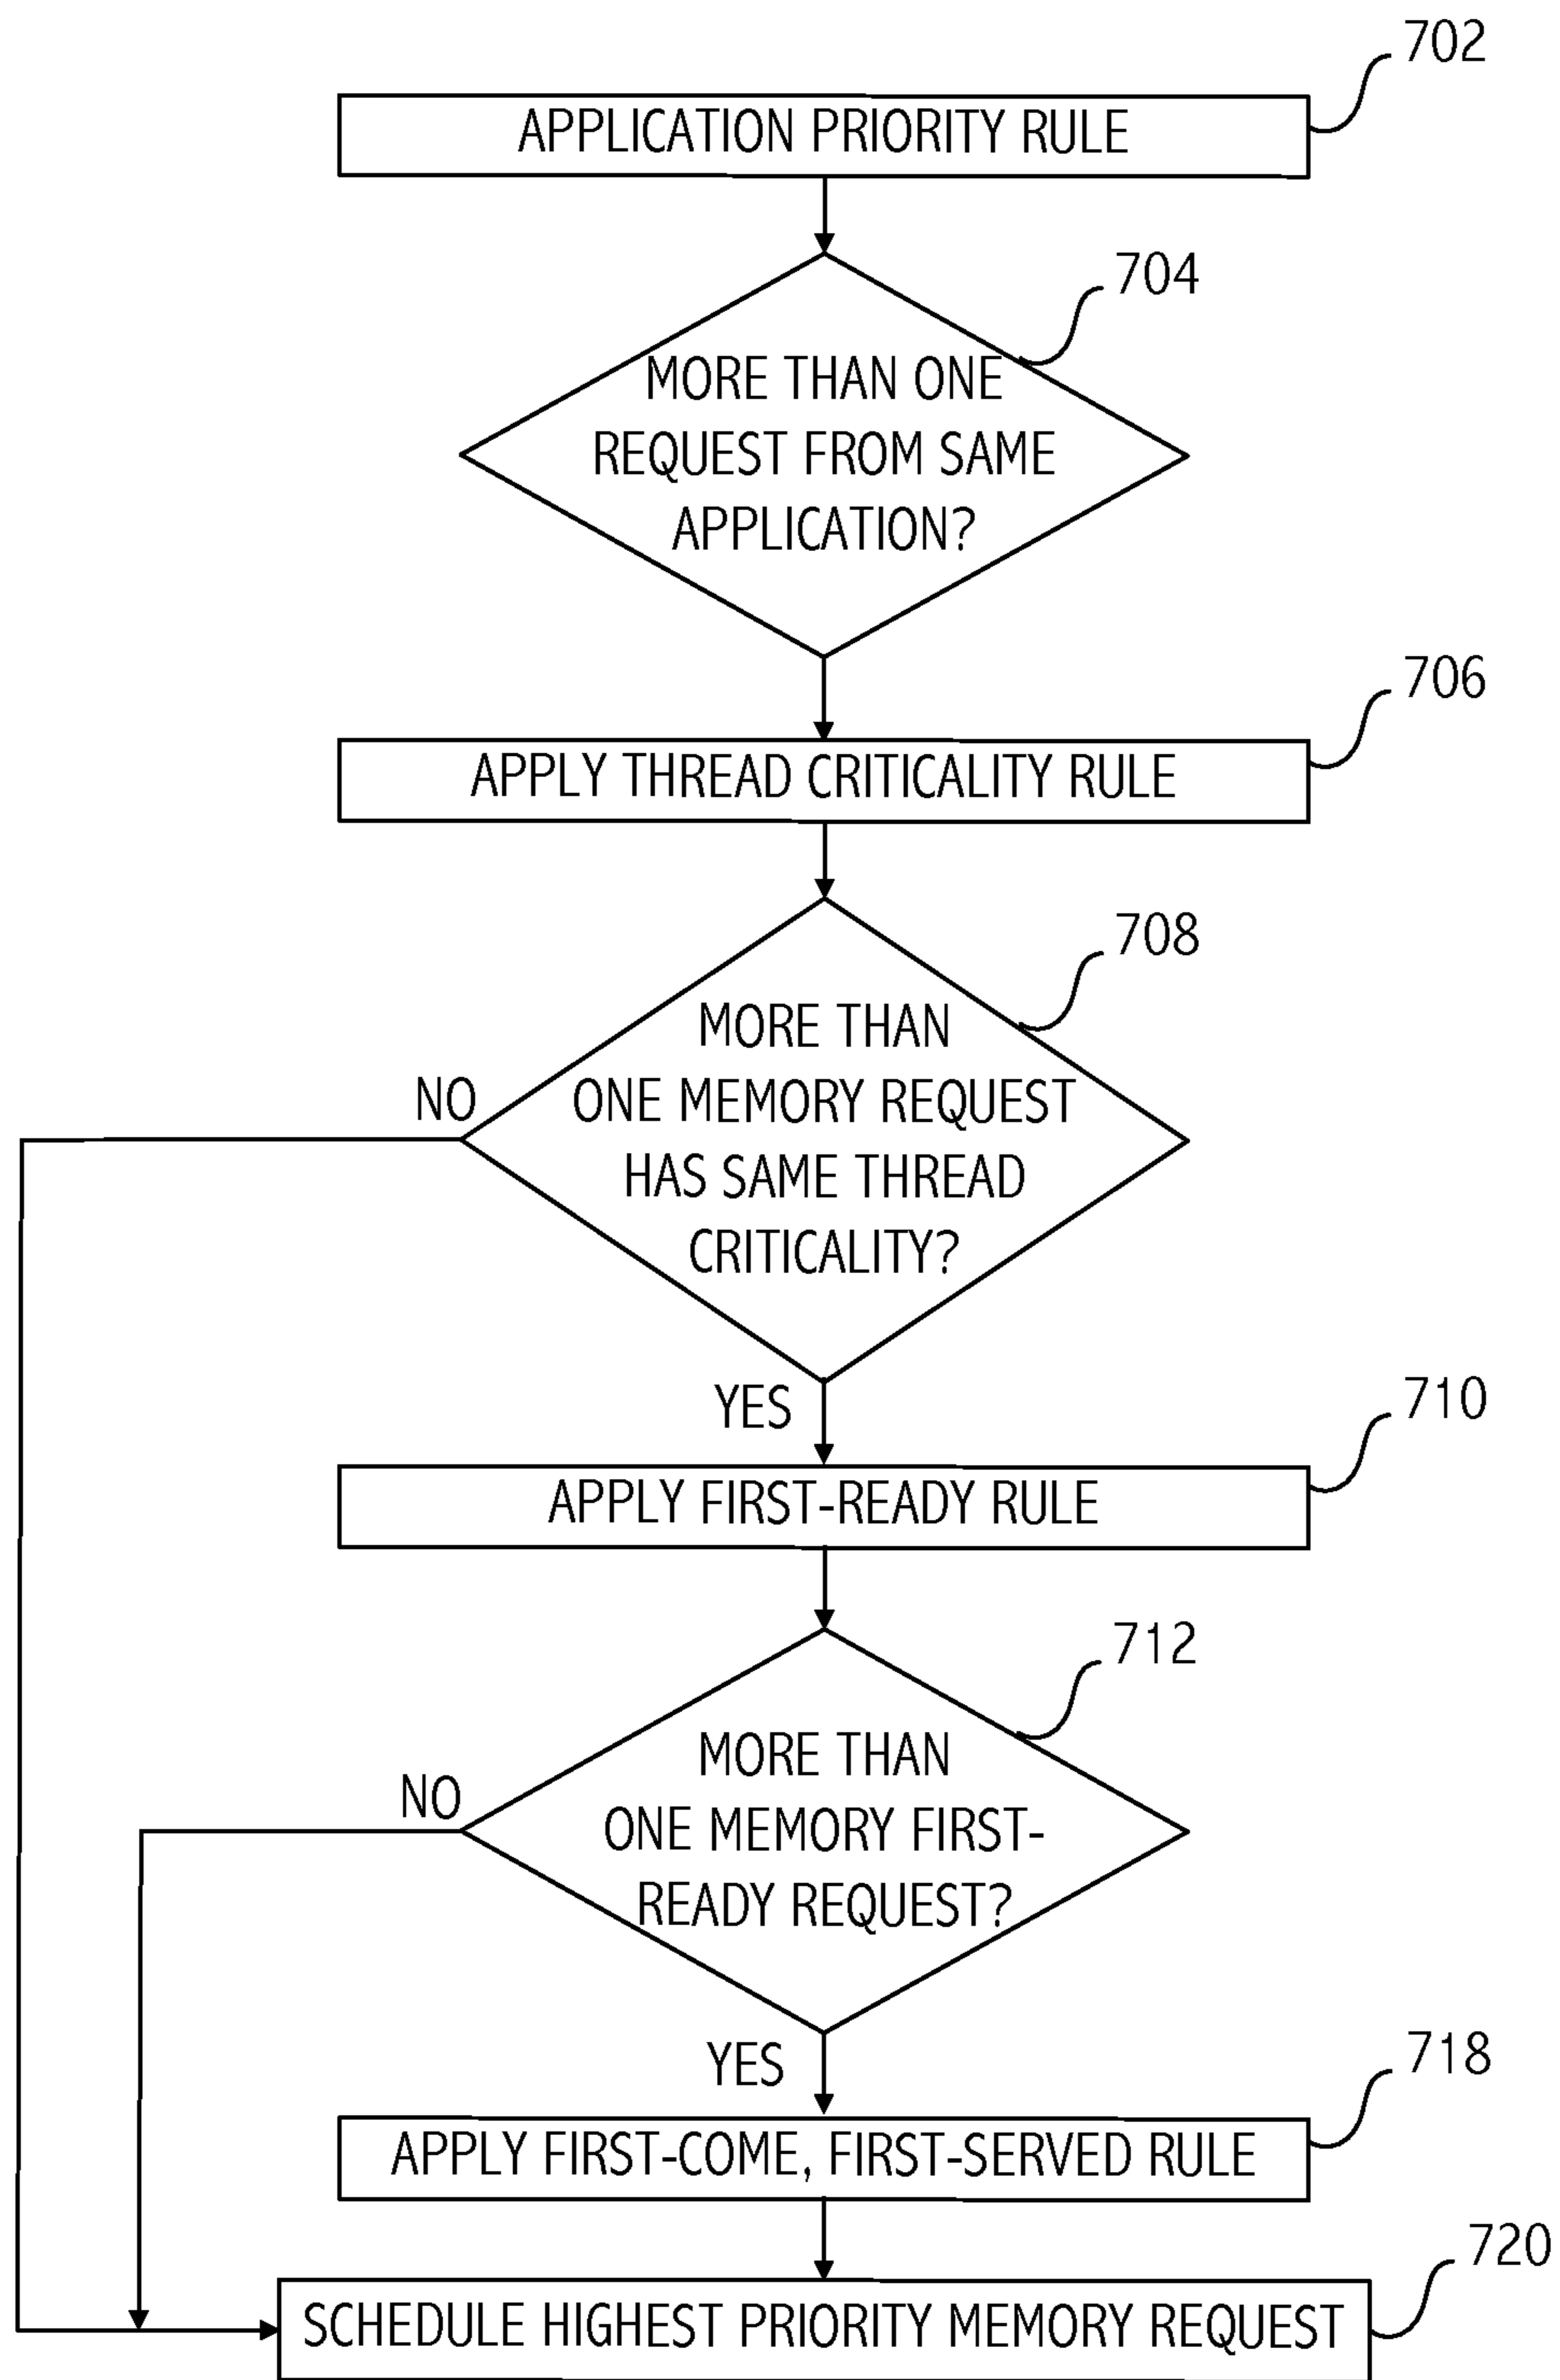 702
APPLICATION PRIORITY RULE
704
MORE THAN ONE
REQUEST FROM SAME
APPLICATION?
706
APPLY THREAD CRITICALITY RULE
708
MORE THAN
NO
ONE MEMORY REQUEST
HAS SAME THREAD
CRITICALITY?
YES
710
APPLY FIRST-READY RULE
712
MORE THAN
NO
ONE MEMORY FIRST-
READY REQUEST?
YES
718
APPLY FIRST-COME, FIRST-SERVED RULE
720
SCHEDULE HIGHEST PRIORITY MEMORY REQUEST